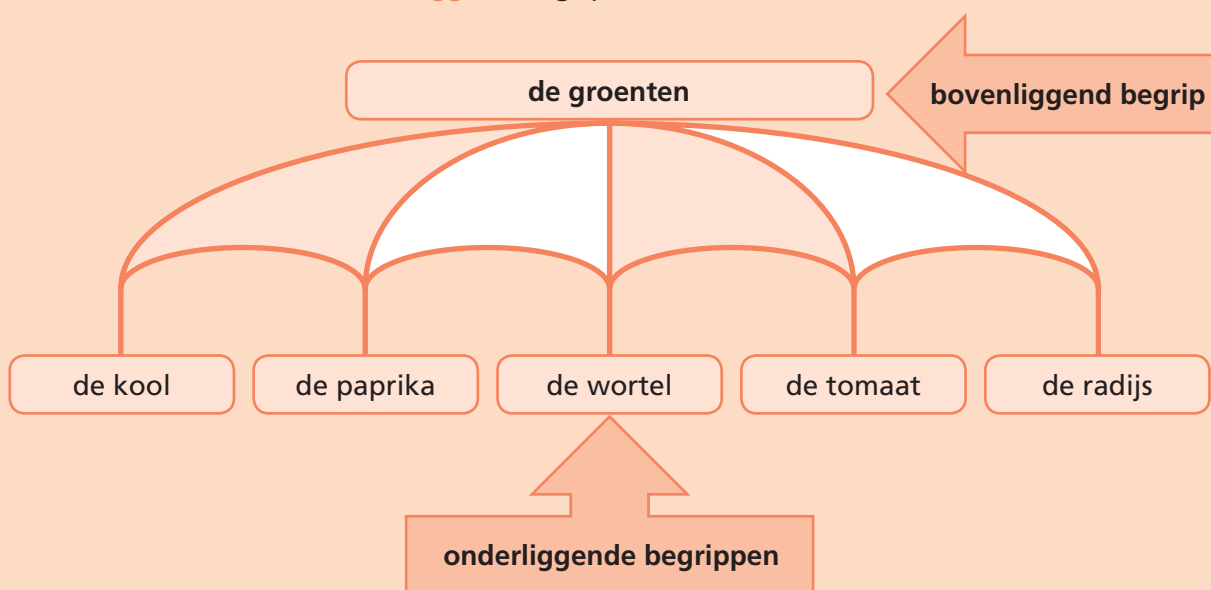 de groenten
bovenliggend begrip
de kool
de paprika
de wortel
de tomaat
de radijs
onderliggende begrippen